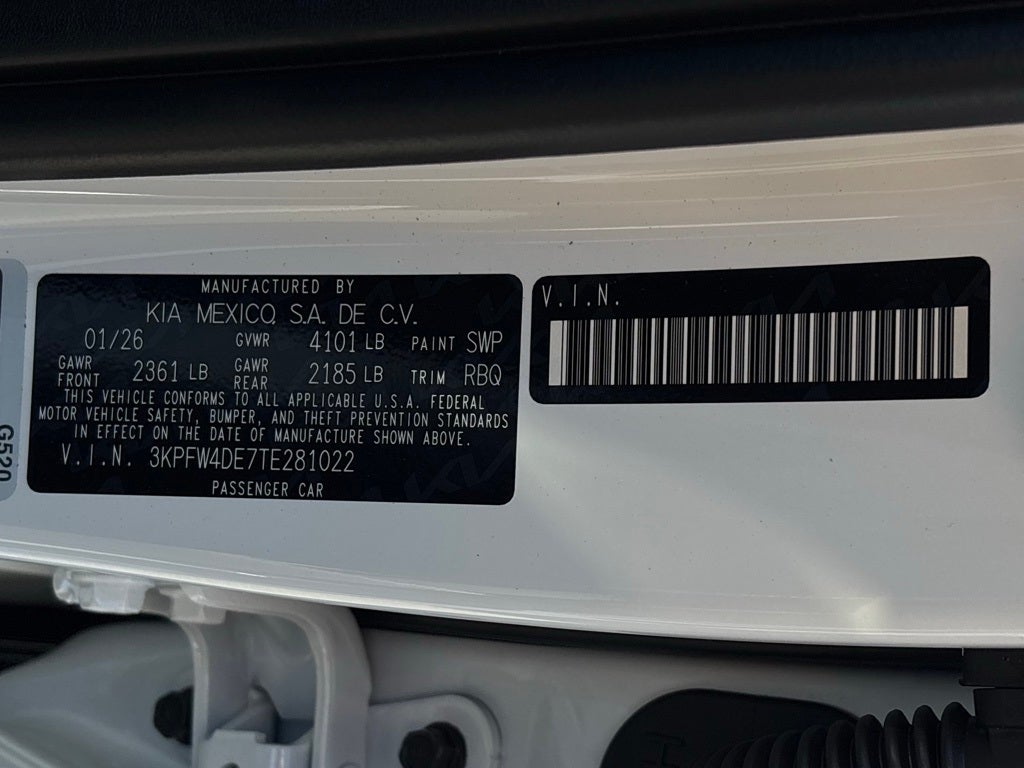 MANUFACTURED BY
KIA MEXICO, S.A. DE C.V.
01/26 GVWR 4101 LB PAINT SWP
GAWR FRONT 2361 LB GAWR REAR 2185 LB TRIM RBQ
THIS VEHICLE CONFORMS TO ALL APPLICABLE U.S.A. FEDERAL
MOTOR VEHICLE SAFETY, BUMPER, AND THEFT PREVENTION STANDARDS
IN EFFECT ON THE DATE OF MANUFACTURE SHOWN ABOVE.
V.I.N. 3KPFW4DE7TE281022
PASSENGER CAR
V.I.N.
G520